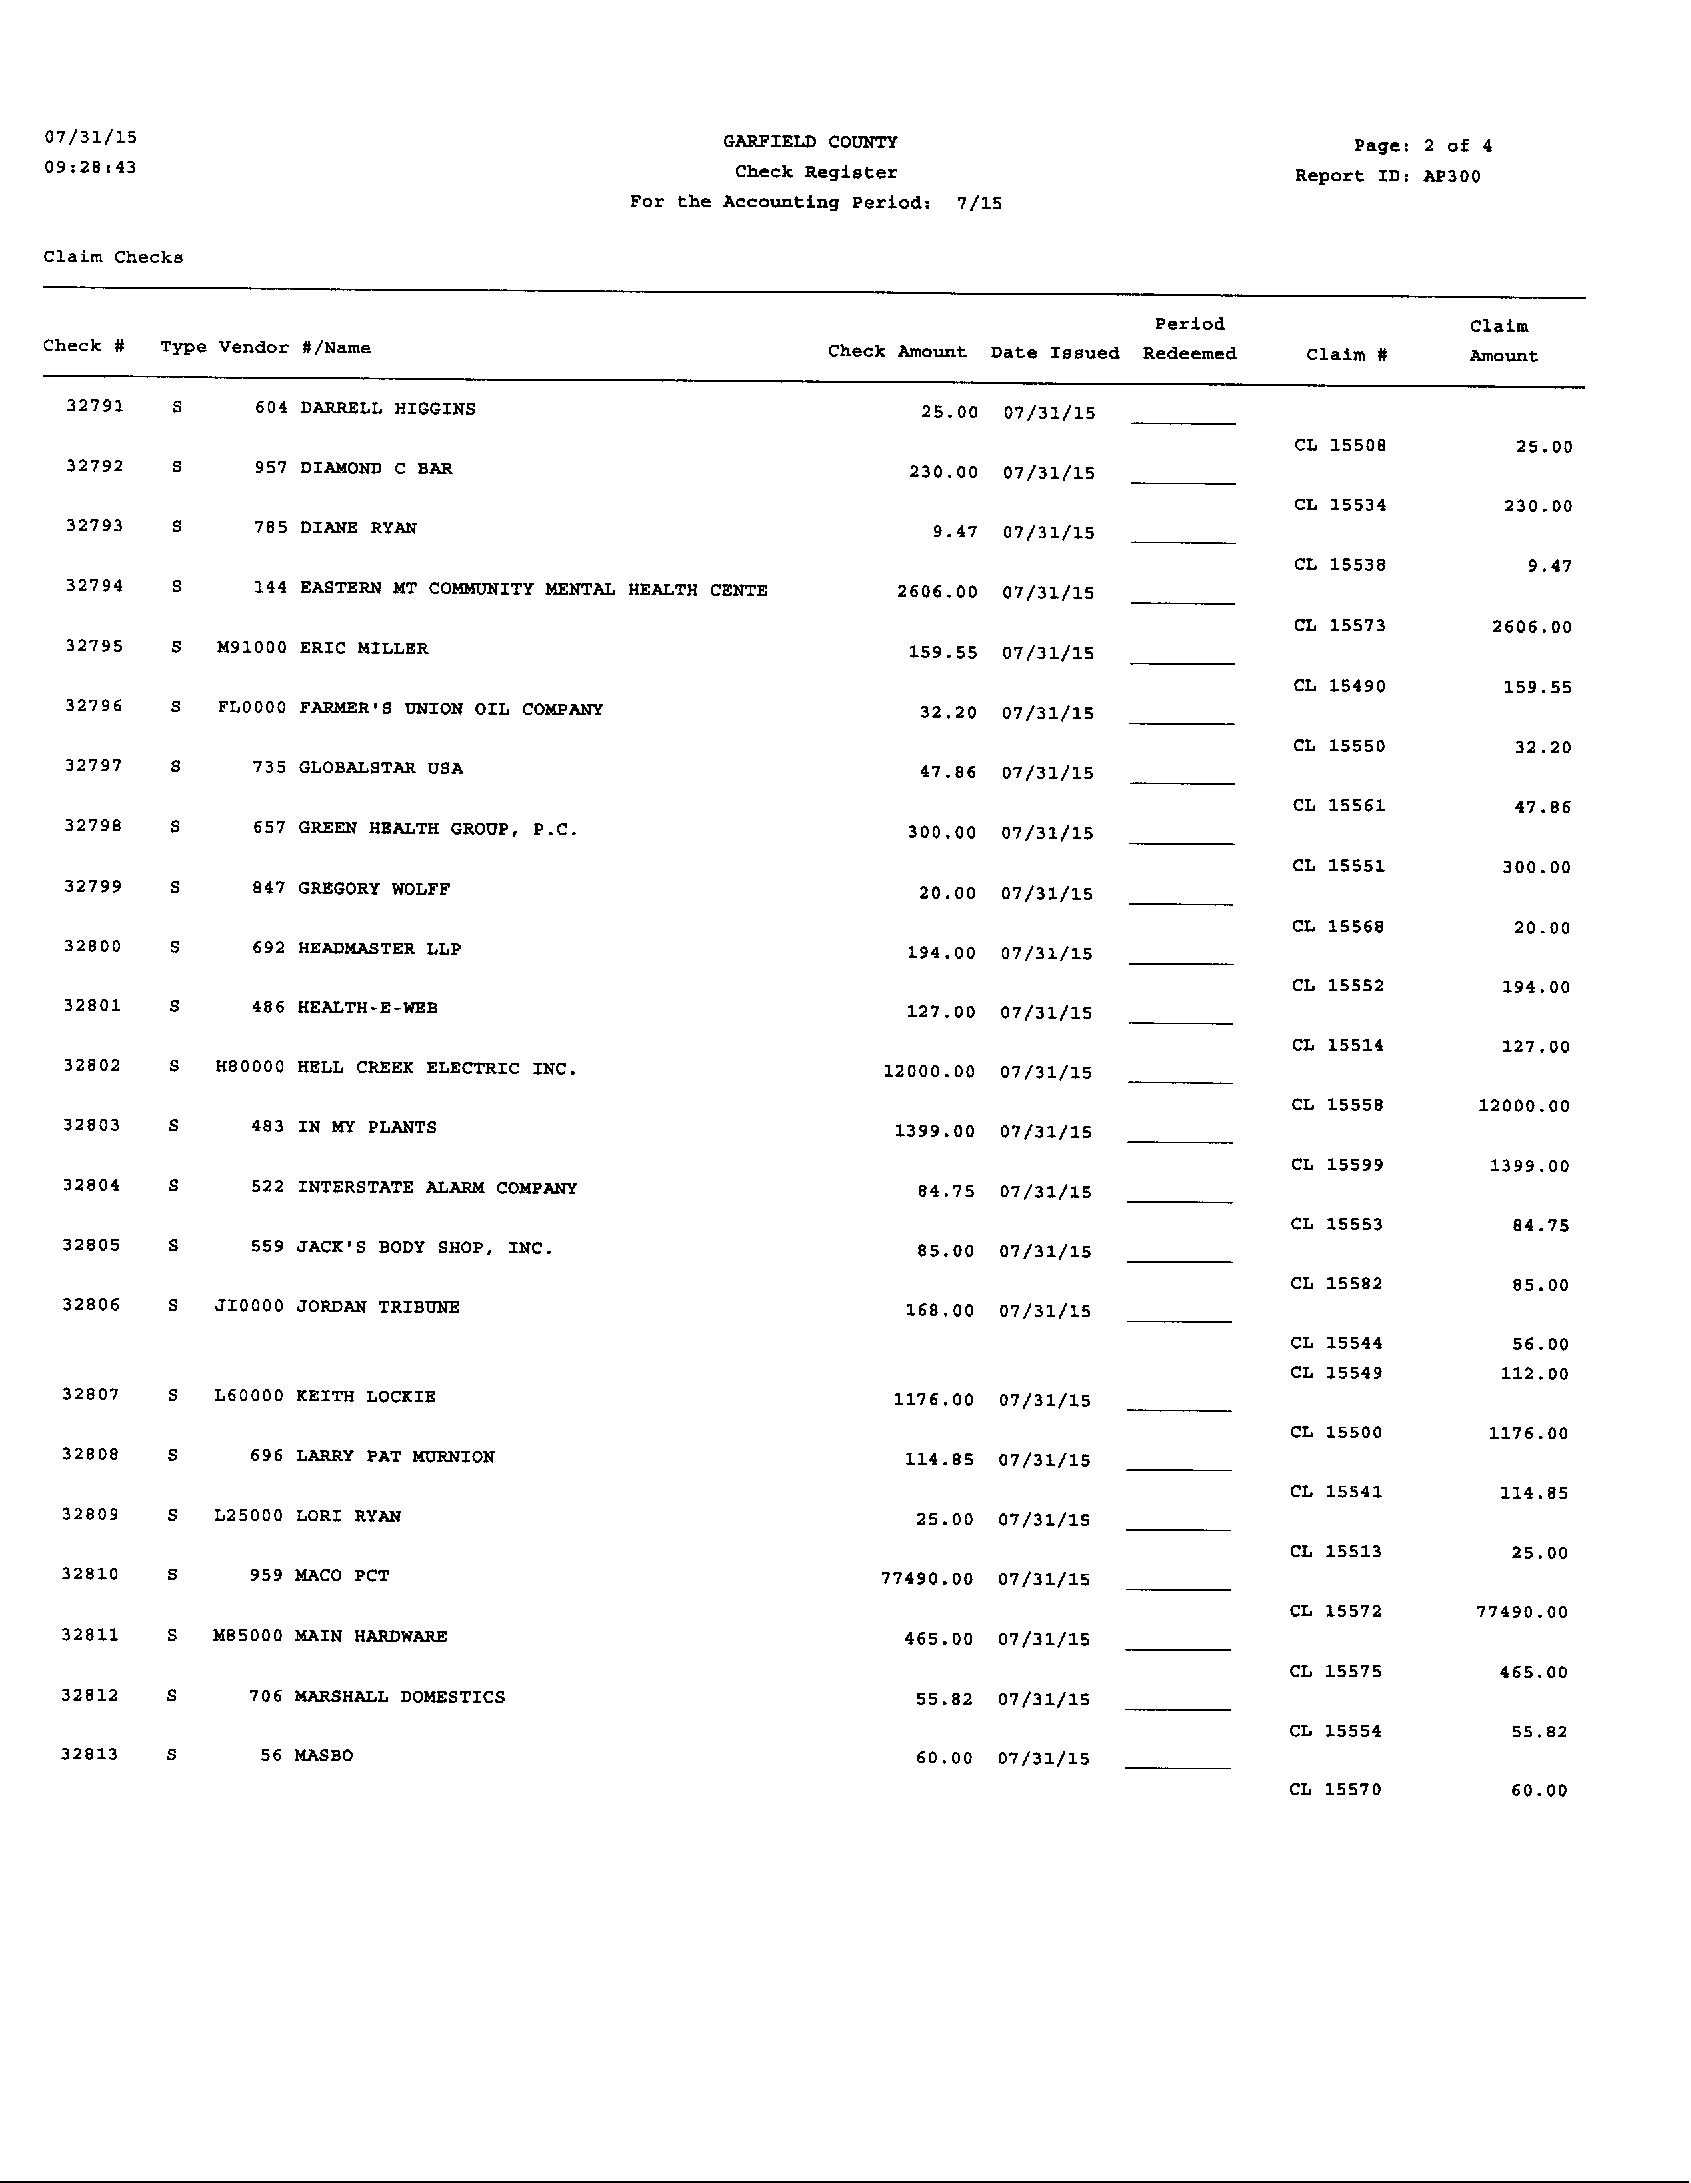 07/31/15 GARFIELD COUNTY Page: 2 of 4
09:28:43 Check Register Report ID: AP300
For the Accounting Period: 7/15
Claim Checks
Period Claim
Check # Type Vendor #/Name Check Amount Date Issued Redeemed Claim # Amount
32791 S 604 DARRELL HIGGINS 25.00 07/31/15
CL 15508 25.00
32792 S 957 DIAMOND C BAR 230.00 07/31/15
CL 15534 230.00
32793 S 785 DIANE RYAN 9.47 07/31/15
CL 15538 9.47
32794 S 144 EASTERN MT COMMUNITY MENTAL HEALTH CENTE 2606.00 07/31/15
CL 15573 2606.00
32795 S M91000 ERIC MILLER 159.55 07/31/15
CL 15490 159.55
32796 S FL0000 FARMER'S UNION OIL COMPANY 32.20 07/31/15
CL 15550 32.20
32797 S 735 GLOBALSTAR USA 47.86 07/31/15
CL 15561 47.86
32798 S 657 GREEN HEALTH GROUP, P.C. 300.00 07/31/15
CL 15551 300.00
32799 S 847 GREGORY WOLFF 20.00 07/31/15
CL 15568 20.00
32800 S 692 HEADMASTER LLP 194.00 07/31/15
CL 15552 194.00
32801 S 486 HEALTH-E-WEB 127.00 07/31/15
CL 15514 127.00
32802 S H80000 HELL CREEK ELECTRIC INC. 12000.00 07/31/15
CL 15558 12000.00
32803 S 483 IN MY PLANTS 1399.00 07/31/15
CL 15599 1399.00
32804 S 522 INTERSTATE ALARM COMPANY 84.75 07/31/15
CL 15553 84.75
32805 S 559 JACK'S BODY SHOP, INC. 85.00 07/31/15
CL 15582 85.00
32806 S JI0000 JORDAN TRIBUNE 168.00 07/31/15
CL 15544 56.00
CL 15549 112.00
32807 S L60000 KEITH LOCKIE 1176.00 07/31/15
CL 15500 1176.00
32808 S 696 LARRY PAT MURNION 114.85 07/31/15
CL 15541 114.85
32809 S L25000 LORI RYAN 25.00 07/31/15
CL 15513 25.00
32810 S 959 MACO PCT 77490.00 07/31/15
CL 15572 77490.00
32811 S M85000 MAIN HARDWARE 465.00 07/31/15
CL 15575 465.00
32812 S 706 MARSHALL DOMESTICS 55.82 07/31/15
CL 15554 55.82
32813 S 56 MASBO 60.00 07/31/15
CL 15570 60.00